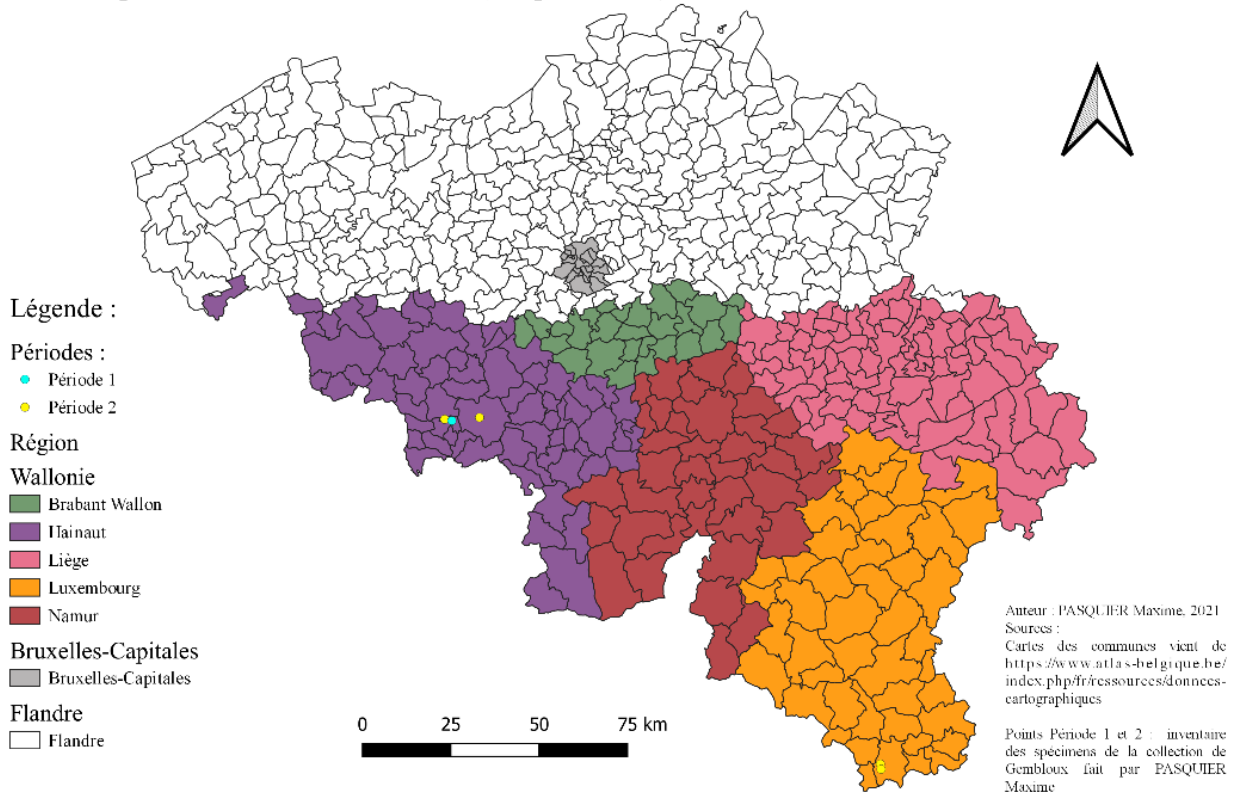 Légende :
Périodes :
Période 1
Période 2
Région
Wallonie
Brabant Wallon
Hainaut
Liège
Luxembourg
Namur
Bruxelles-Capitales
Bruxelles-Capitales
Flandre
Flandre
0 25 50 75 km
Auteur : PASQUIER Maxime, 2021
Sources :
Cartes des communes vient de
https://www.atlas-belgique.be/
index.php/fr/ressources/donnees-
cartographiques
Points Période 1 et 2 : inventaire
des spécimens de la collection de
Gembloux fait par PASQUIER
Maxime